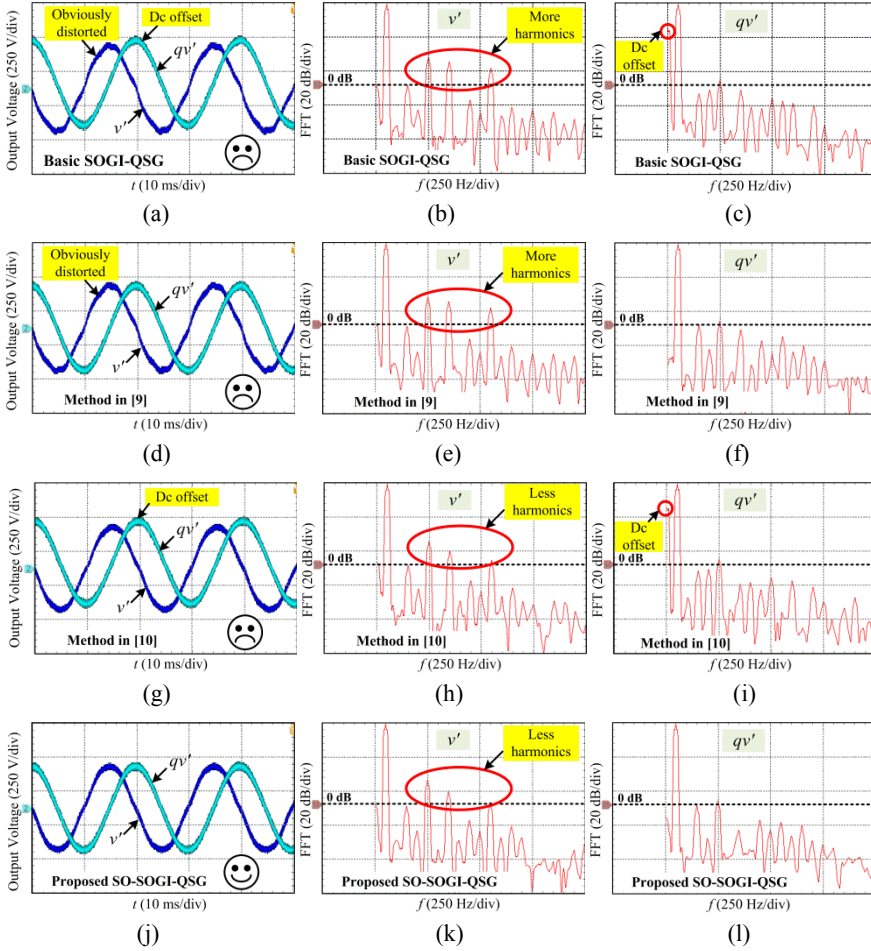 Output Voltage (250 V/div)
Obviously
distorted
Dc offset
qv'
v'
2
Basic SOGI-QSG
t (10 ms/div)
(a)
FFT (20 dB/div)
v'
More
harmonics
0 dB
Basic SOGI-QSG
f (250 Hz/div)
(b)
FFT (20 dB/div)
qv'
Dc
offset
0 dB
Basic SOGI-QSG
f (250 Hz/div)
(c)
Output Voltage (250 V/div)
Obviously
distorted
qv'
v'
2
Method in [9]
t (10 ms/div)
(d)
FFT (20 dB/div)
v'
More
harmonics
0 dB
Method in [9]
f (250 Hz/div)
(e)
FFT (20 dB/div)
qv'
0 dB
Method in [9]
f (250 Hz/div)
(f)
Output Voltage (250 V/div)
Dc offset
qv'
v'
2
Method in [10]
t (10 ms/div)
(g)
FFT (20 dB/div)
v'
Less
harmonics
0 dB
Method in [10]
f (250 Hz/div)
(h)
FFT (20 dB/div)
qv'
Dc
offset
0 dB
Method in [10]
f (250 Hz/div)
(i)
Output Voltage (250 V/div)
qv'
v'
2
Proposed SO-SOGI-QSG
t (10 ms/div)
(j)
FFT (20 dB/div)
v'
Less
harmonics
0 dB
Proposed SO-SOGI-QSG
f (250 Hz/div)
(k)
FFT (20 dB/div)
qv'
0 dB
Proposed SO-SOGI-QSG
f (250 Hz/div)
(l)